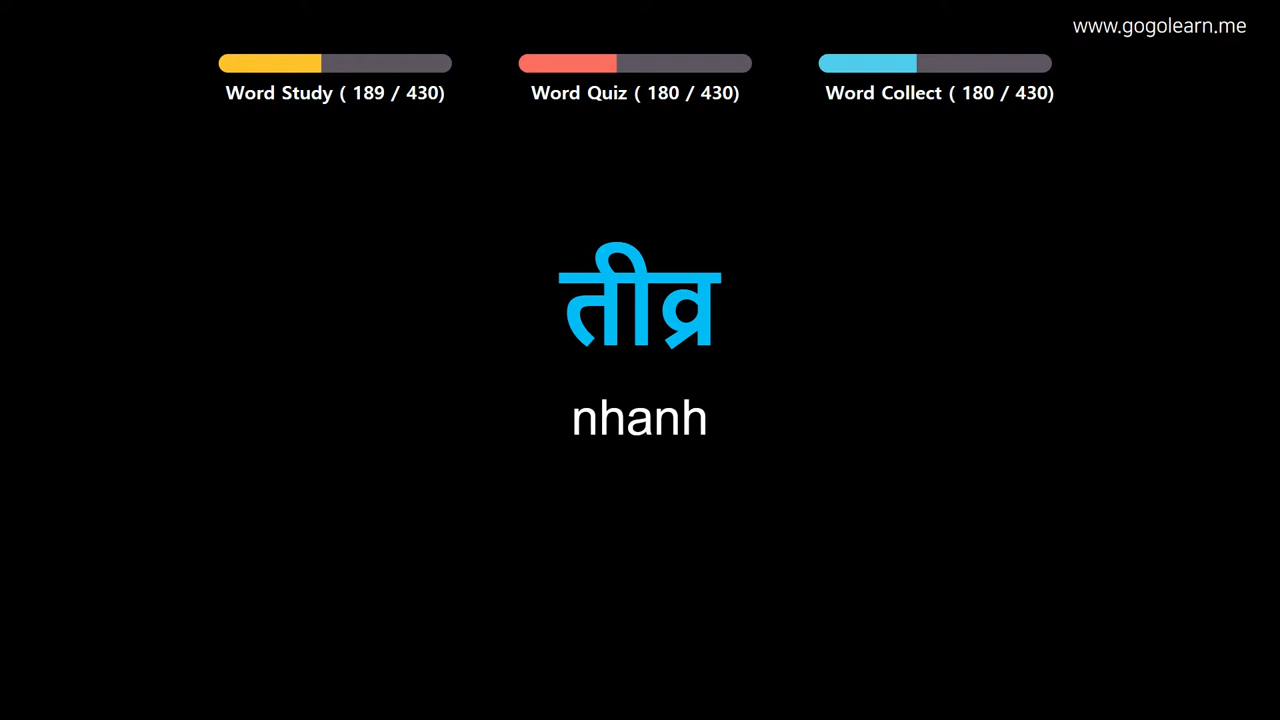 www.gogolearn.me
Word Study ( 189 / 430)
Word Quiz ( 180 / 430)
Word Collect ( 180 / 430)
तीव्र
nhanh